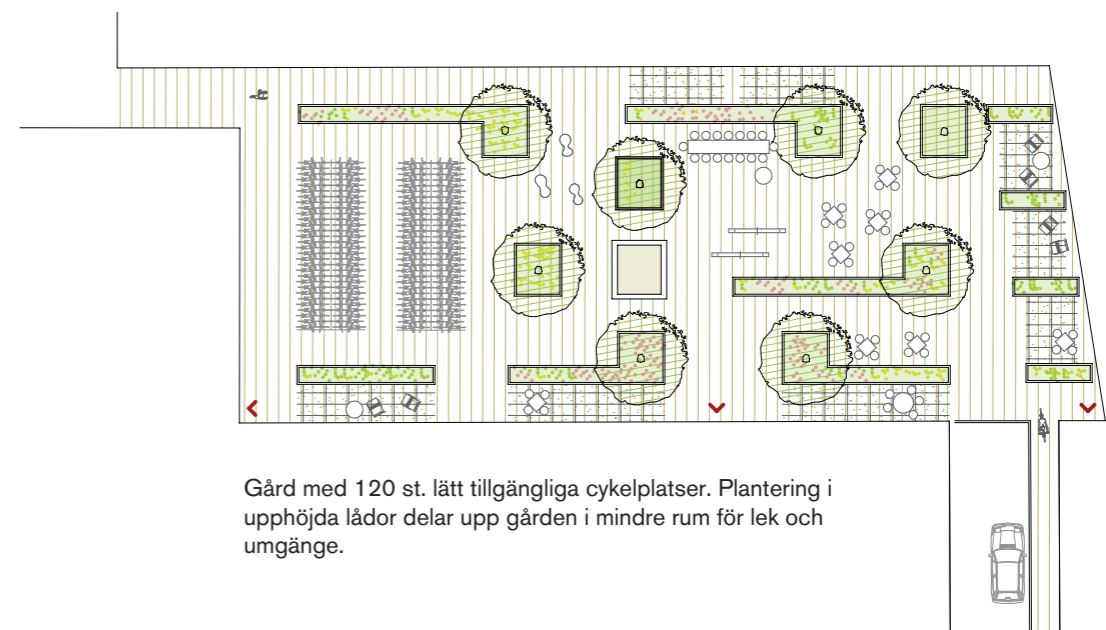 Gård med 120 st. lätt tillgängliga cykelplatser. Plantering i
upphöjda lådor delar upp gården i mindre rum för lek och
umgänge.